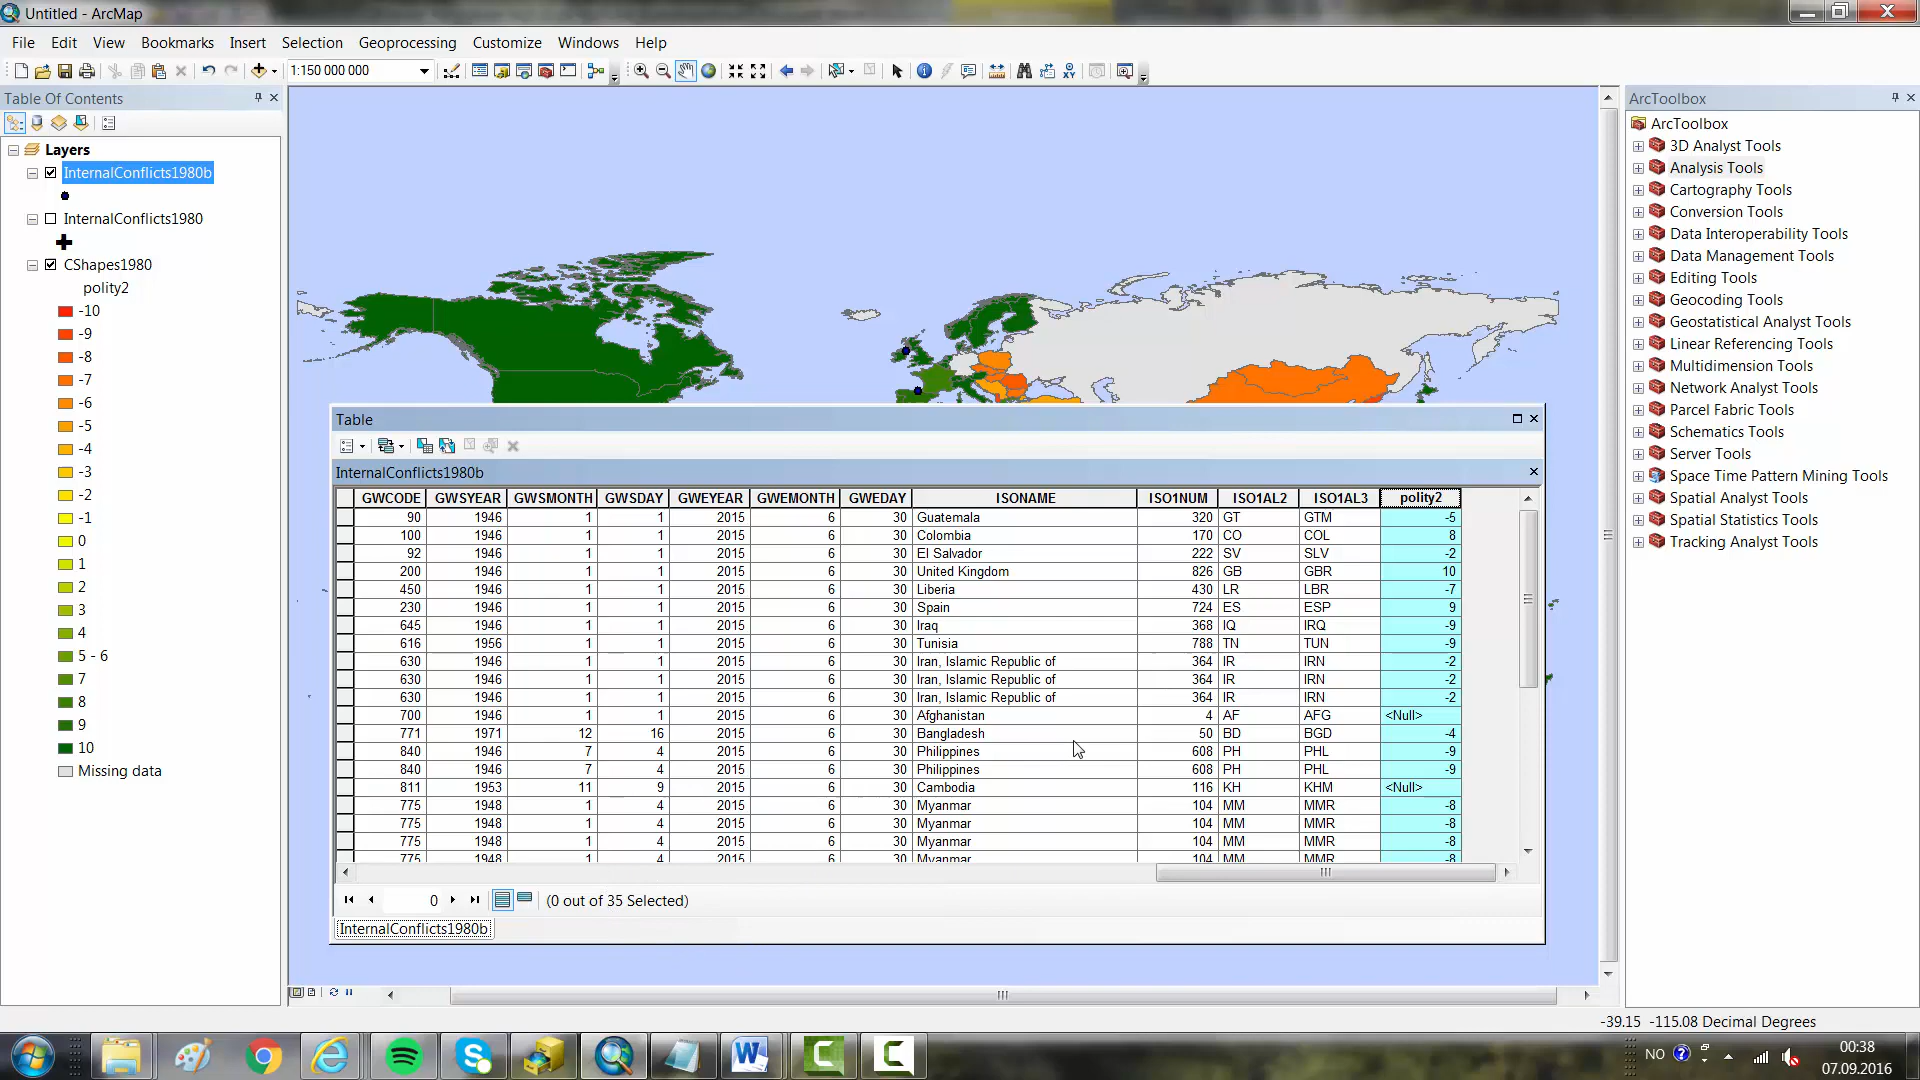 Untitled - ArcMap
File Edit View Bookmarks Insert Selection Geoprocessing Customize Windows Help
1:150 000 000
Table Of Contents
Layers
InternalConflicts1980b
InternalConflicts1980
CShapes1980
polity2
-10
-9
-8
-7
-6
-5
-4
-3
-2
-1
0
1
2
3
4
5 - 6
7
8
9
10
Missing data
Table
InternalConflicts1980b
GWCODE GWSYEAR GWSMONTH GWSDAY GWEYEAR GWEMONTH GWEDAY ISONAME ISO1NUM ISO1AL2 ISO1AL3 polity2
90 1946 1 1 2015 6 30 Guatemala 320 GT GTM -5
100 1946 1 1 2015 6 30 Colombia 170 CO COL 8
92 1946 1 1 2015 6 30 El Salvador 222 SV SLV -2
200 1946 1 1 2015 6 30 United Kingdom 826 GB GBR 10
450 1946 1 1 2015 6 30 Liberia 430 LR LBR -7
230 1946 1 1 2015 6 30 Spain 724 ES ESP 9
645 1946 1 1 2015 6 30 Iraq 368 IQ IRQ -9
616 1956 1 1 2015 6 30 Tunisia 788 TN TUN -9
630 1946 1 1 2015 6 30 Iran, Islamic Republic of 364 IR IRN -2
630 1946 1 1 2015 6 30 Iran, Islamic Republic of 364 IR IRN -2
630 1946 1 1 2015 6 30 Iran, Islamic Republic of 364 IR IRN -2
700 1946 1 1 2015 6 30 Afghanistan 4 AF AFG <Null>
771 1971 12 16 2015 6 30 Bangladesh 50 BD BGD -4
840 1946 7 4 2015 6 30 Philippines 608 PH PHL -9
840 1946 7 4 2015 6 30 Philippines 608 PH PHL -9
811 1953 11 9 2015 6 30 Cambodia 116 KH KHM <Null>
775 1948 1 4 2015 6 30 Myanmar 104 MM MMR -8
775 1948 1 4 2015 6 30 Myanmar 104 MM MMR -8
775 1948 1 4 2015 6 30 Myanmar 104 MM MMR -8
775 1948 1 4 2015 6 30 Myanmar 104 MM MMR -8
0 (0 out of 35 Selected)
InternalConflicts1980b
ArcToolbox
ArcToolbox
3D Analyst Tools
Analysis Tools
Cartography Tools
Conversion Tools
Data Interoperability Tools
Data Management Tools
Editing Tools
Geocoding Tools
Geostatistical Analyst Tools
Linear Referencing Tools
Multidimension Tools
Network Analyst Tools
Parcel Fabric Tools
Schematics Tools
Server Tools
Space Time Pattern Mining Tools
Spatial Analyst Tools
Spatial Statistics Tools
Tracking Analyst Tools
-39.15 -115.08 Decimal Degrees
NO
00:38
07.09.2016